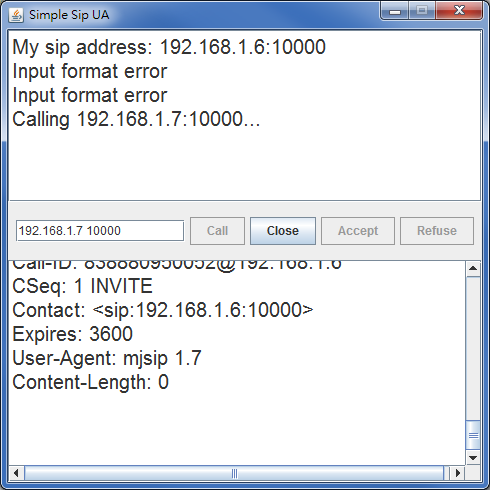 Simple Sip UA
My sip address: 192.168.1.6:10000
Input format error
Input format error
Calling 192.168.1.7:10000...
192.168.1.7 10000
Call
Close
Accept
Refuse
Call-ID: 838880950052@192.168.1.6
CSeq: 1 INVITE
Contact: <sip:192.168.1.6:10000>
Expires: 3600
User-Agent: mjsip 1.7
Content-Length: 0